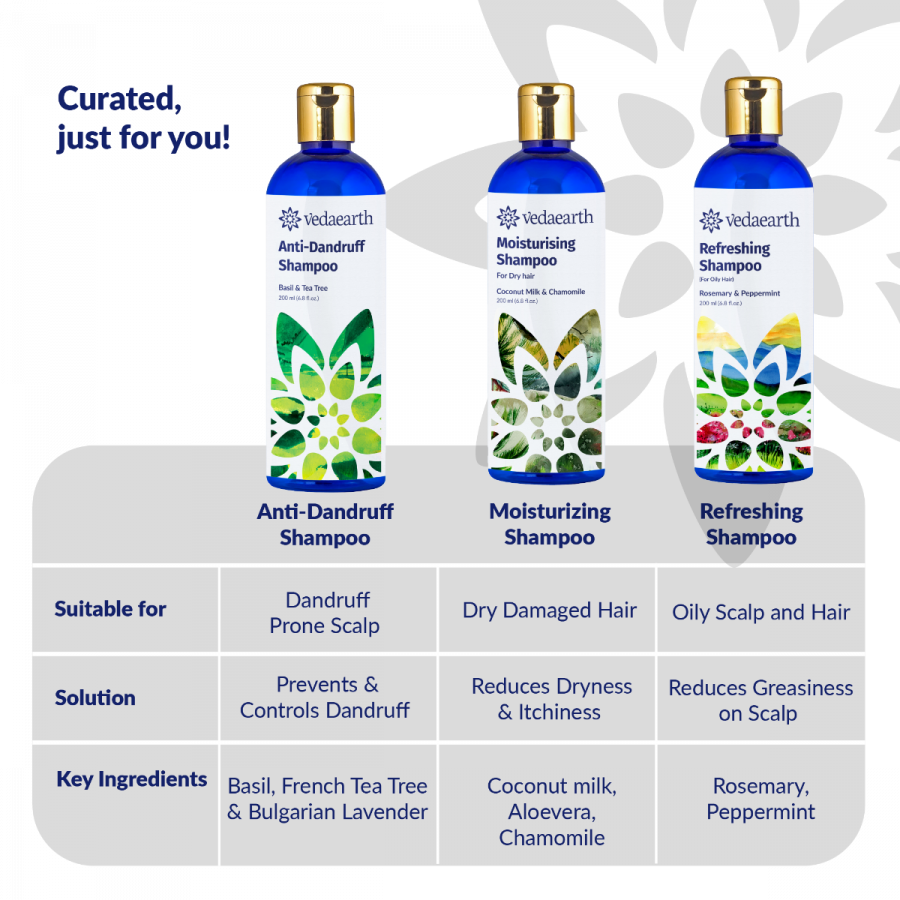 Curated,
just for you!
vedaearth
Anti-Dandruff
Shampoo
Basil & Tea Tree
200 ml (6.8 fl.oz.)
vedaearth
Moisturising
Shampoo
For Dry hair
Coconut Milk & Chamomile
200 ml (6.8 fl.oz.)
vedaearth
Refreshing
Shampoo
(For Oily Hair)
Rosemary & Peppermint
200 ml (6.8 fl.oz.)
Anti-Dandruff
Shampoo
Moisturizing
Shampoo
Refreshing
Shampoo
Suitable for
Dandruff
Prone Scalp
Dry Damaged Hair
Oily Scalp and Hair
Solution
Prevents &
Controls Dandruff
Reduces Dryness
& Itchiness
Reduces Greasiness
on Scalp
Key Ingredients
Basil, French Tea Tree
& Bulgarian Lavender
Coconut milk,
Aloevera,
Chamomile
Rosemary,
Peppermint